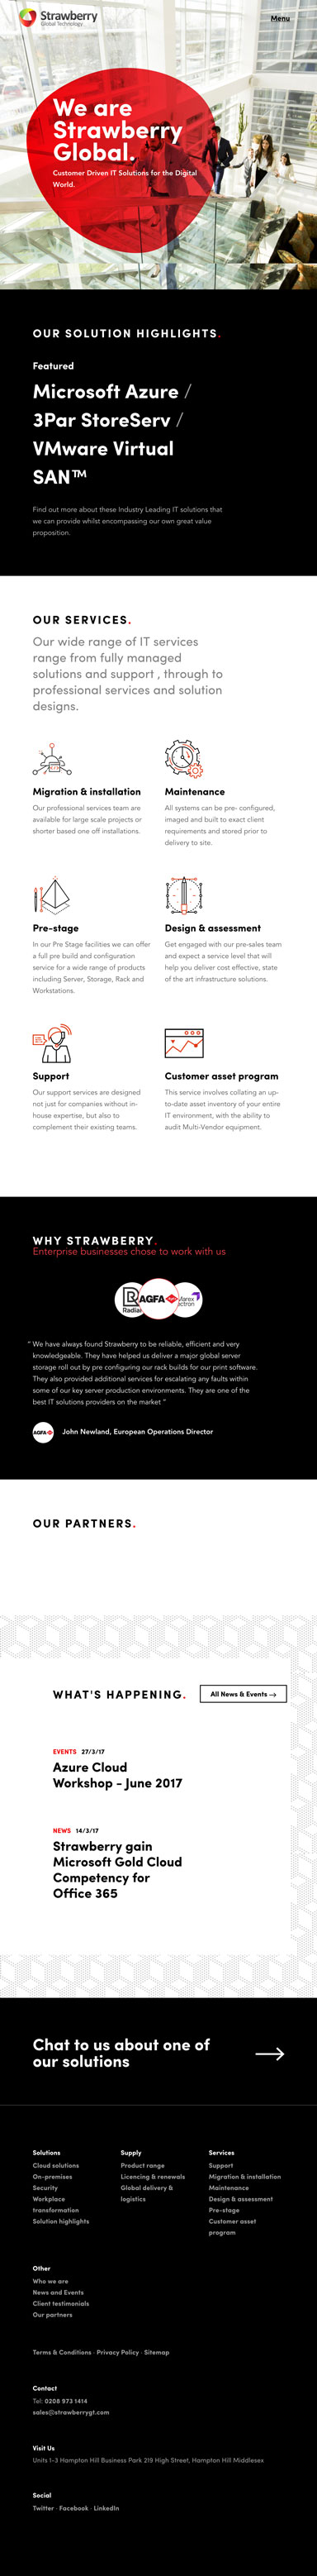 Strawberry
Global Technology
Menu
We are
Strawberry
Global.
Customer Driven IT Solutions for the Digital
World.
OUR SOLUTION HIGHLIGHTS.
Featured
Microsoft Azure /
3Par StoreServ /
VMware Virtual
SAN™
Find out more about these Industry Leading IT solutions that
we can provide whilst encompassing our own great value
proposition.
OUR SERVICES.
Our wide range of IT services
range from fully managed
solutions and support , through to
professional services and solution
designs.
Migration & installation
Our professional services team are
available for large scale projects or
shorter based one off installations.
Maintenance
All systems can be pre- configured,
imaged and built to exact client
requirements and stored prior to
delivery to site.
Pre-stage
In our Pre Stage facilities we can offer
a full pre build and configuration
service for a wide range of products
including Server, Storage, Rack and
Workstations.
Design & assessment
Get engaged with our pre-sales team
and expect a service level that will
help you deliver cost effective, state
of the art infrastructure solutions.
Support
Our support services are designed
not just for companies without in-
house expertise, but also to
complement their existing teams.
Customer asset program
This service involves collating an up-
to-date asset inventory of your entire
IT environment, with the ability to
audit Multi-Vendor equipment.
WHY STRAWBERRY.
Enterprise businesses chose to work with us
AGFA
" We have always found Strawberry to be reliable, efficient and very
knowledgeable. They have helped us deliver a major global server
storage roll out by pre configuring our rack builds for our print software.
They also provided additional services for escalating any faults within
some of our key server production environments. They are one of the
best IT solutions providers on the market "
AGFA
John Newland, European Operations Director
OUR PARTNERS.
WHAT'S HAPPENING.
All News & Events →
EVENTS 27/3/17
Azure Cloud
Workshop - June 2017
NEWS 14/3/17
Strawberry gain
Microsoft Gold Cloud
Competency for
Office 365
Chat to us about one of
our solutions
Solutions
Cloud solutions
On-premises
Security
Workplace
transformation
Solution highlights
Supply
Product range
Licencing & renewals
Global delivery &
logistics
Services
Support
Migration & installation
Maintenance
Design & assessment
Pre-stage
Customer asset
program
Other
Who we are
News and Events
Client testimonials
Our partners
Terms & Conditions · Privacy Policy · Sitemap
Contact
Tel: 0208 973 1414
sales@strawberrygt.com
Visit Us
Units 1-3 Hampton Hill Business Park 219 High Street, Hampton Hill Middlesex
Social
Twitter · Facebook · LinkedIn